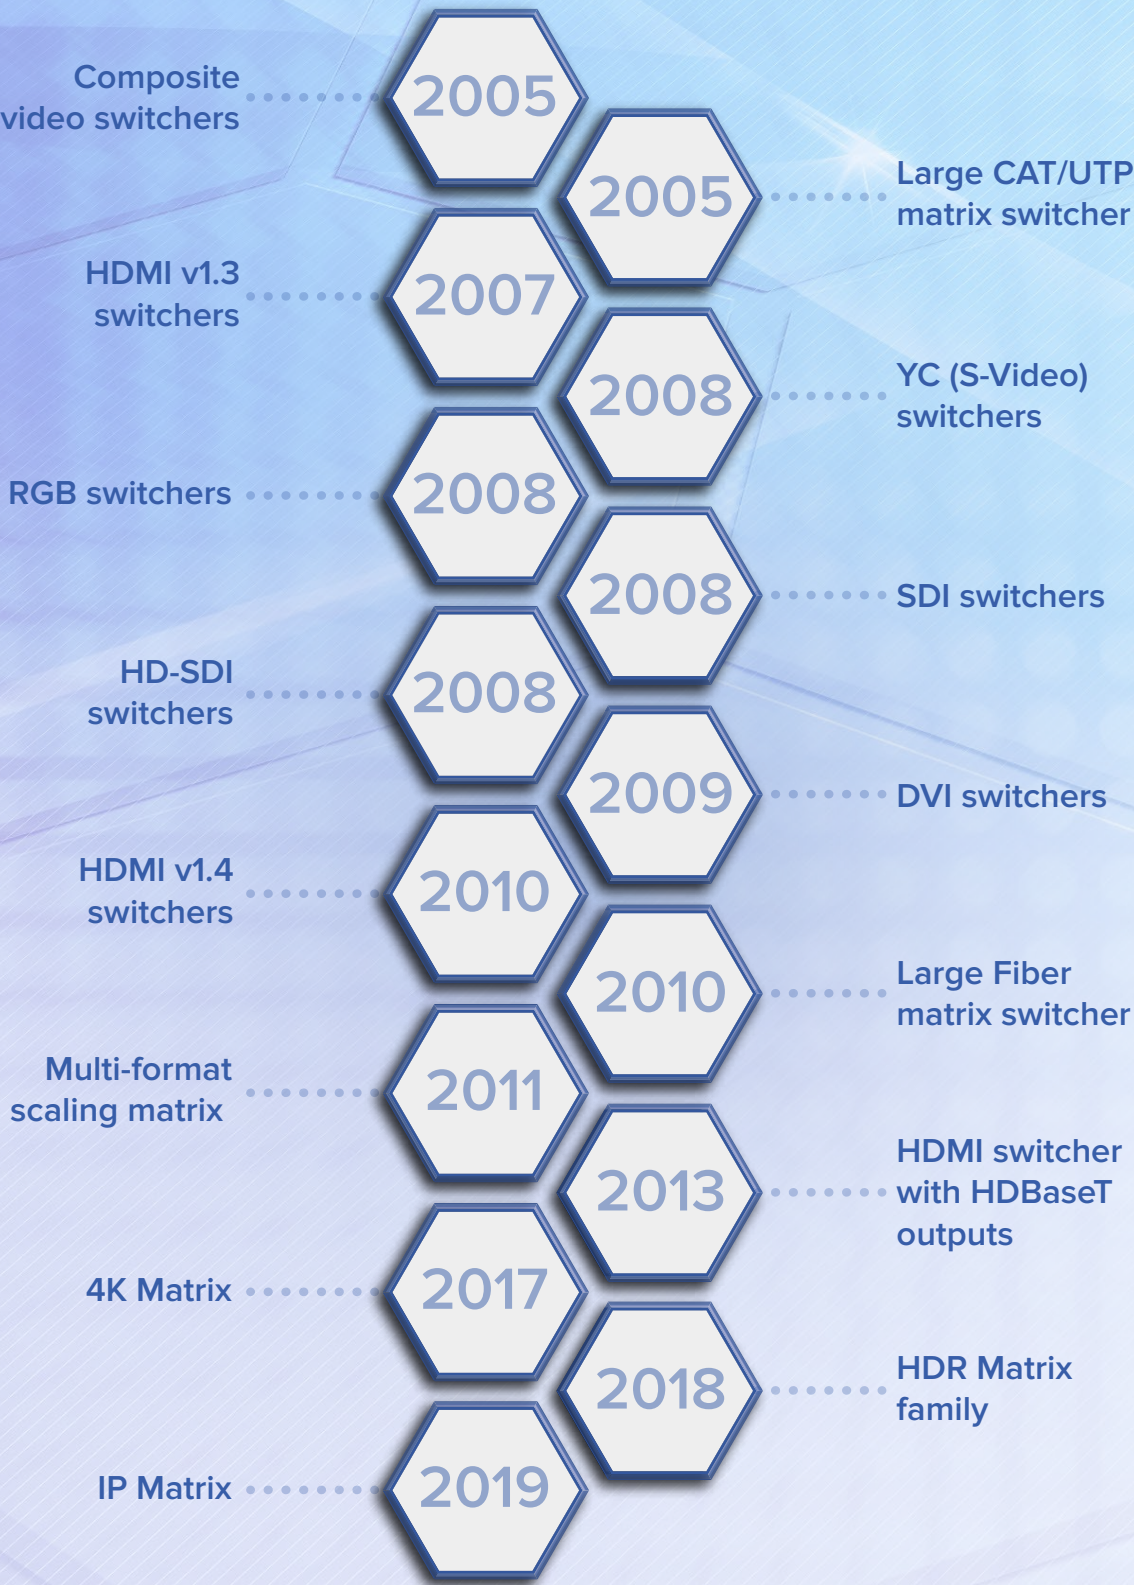 Composite
video switchers
2005
2005
Large CAT/UTP
matrix switcher
HDMI v1.3
switchers
2007
2008
YC (S-Video)
switchers
RGB switchers
2008
2008
SDI switchers
HD-SDI
switchers
2008
2009
DVI switchers
HDMI v1.4
switchers
2010
2010
Large Fiber
matrix switcher
Multi-format
scaling matrix
2011
2013
HDMI switcher
with HDBaseT
outputs
4K Matrix
2017
2018
HDR Matrix
family
IP Matrix
2019